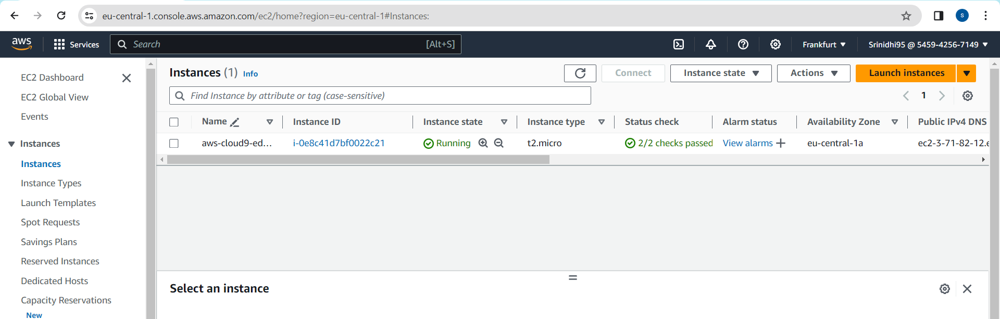 eu-central-1.console.aws.amazon.com/ec2/home?region=eu-central-1#Instances:
S
aws
Services
Search
[Alt+S]
Frankfurt
Srinidhi95 @ 5459-4256-7149
EC2 Dashboard
EC2 Global View
Events
Instances
Instances
Instance Types
Launch Templates
Spot Requests
Savings Plans
Reserved Instances
Dedicated Hosts
Capacity Reservations
New
Instances (1) Info
Connect
Instance state
Actions
Launch instances
Find Instance by attribute or tag (case-sensitive)
1
Name Instance ID Instance state Instance type Status check Alarm status Availability Zone Public IPv4 DNS
aws-cloud9-ed... i-0e8c41d7bf0022c21 Running t2.micro 2/2 checks passed View alarms + eu-central-1a ec2-3-71-82-12.e
Select an instance